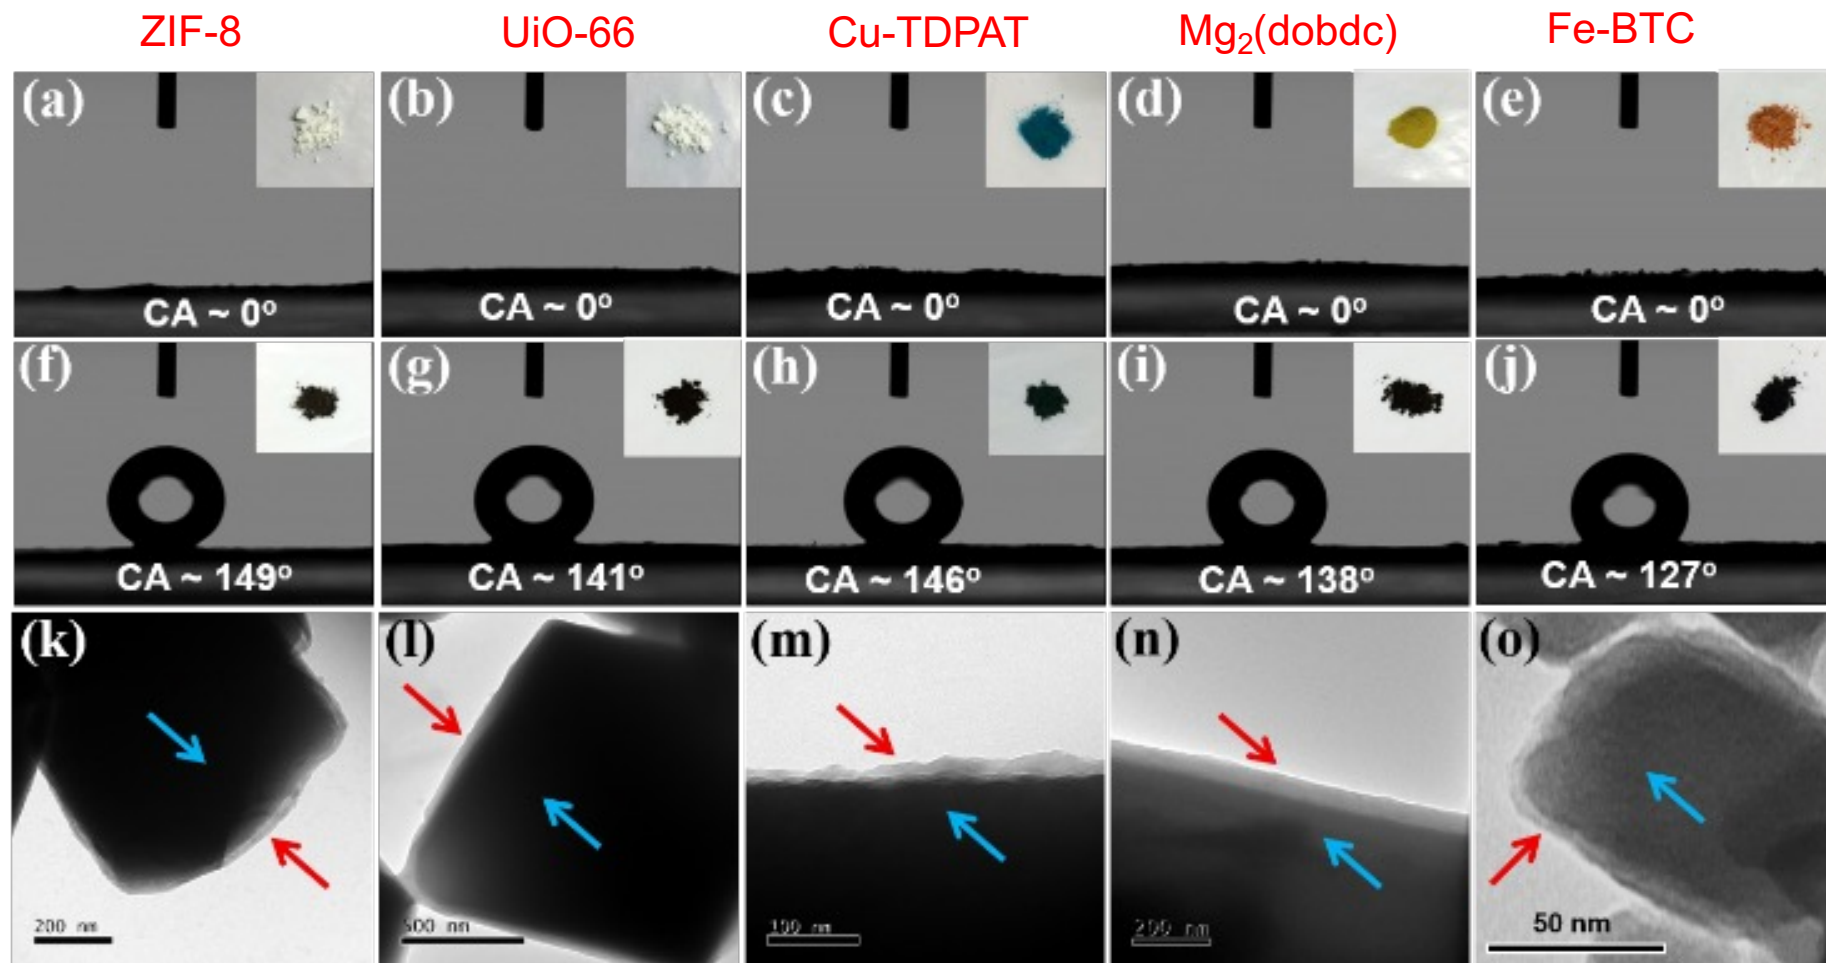 ZIF-8 UiO-66 Cu-TDPAT Mg₂(dobdc) Fe-BTC
(a) (b) (c) (d) (e)
CA ~ 0° CA ~ 0° CA ~ 0° CA ~ 0° CA ~ 0°
(f) (g) (h) (i) (j)
CA ~ 149° CA ~ 141° CA ~ 146° CA ~ 138° CA ~ 127°
(k) (l) (m) (n) (o)
200 nm 500 nm 100 nm 200 nm 50 nm